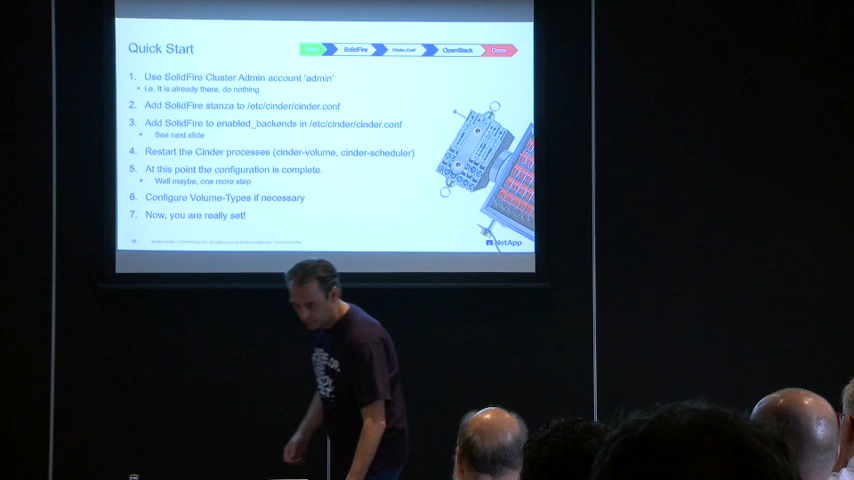 Quick Start
SolidFire
Cinder.Conf
OpenStack
Done
1. Use SolidFire Cluster Admin account 'admin'
• i.e. It is already there, do nothing
2. Add SolidFire stanza to /etc/cinder/cinder.conf
3. Add SolidFire to enabled_backends in /etc/cinder/cinder.conf
• See next slide
4. Restart the Cinder processes (cinder-volume, cinder-scheduler)
5. At this point the configuration is complete.
• Well maybe, one more step
6. Configure Volume-Types if necessary
7. Now, you are really set!
NetApp